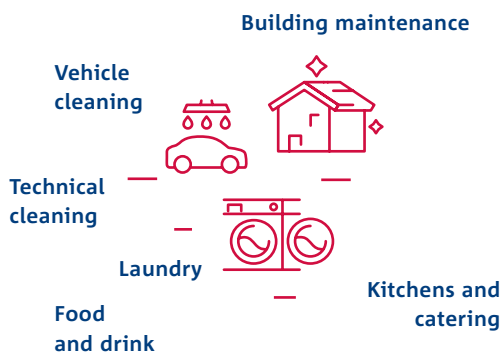 Building maintenance
Vehicle
cleaning
Technical
cleaning
Laundry
Kitchens and
catering
Food
and drink